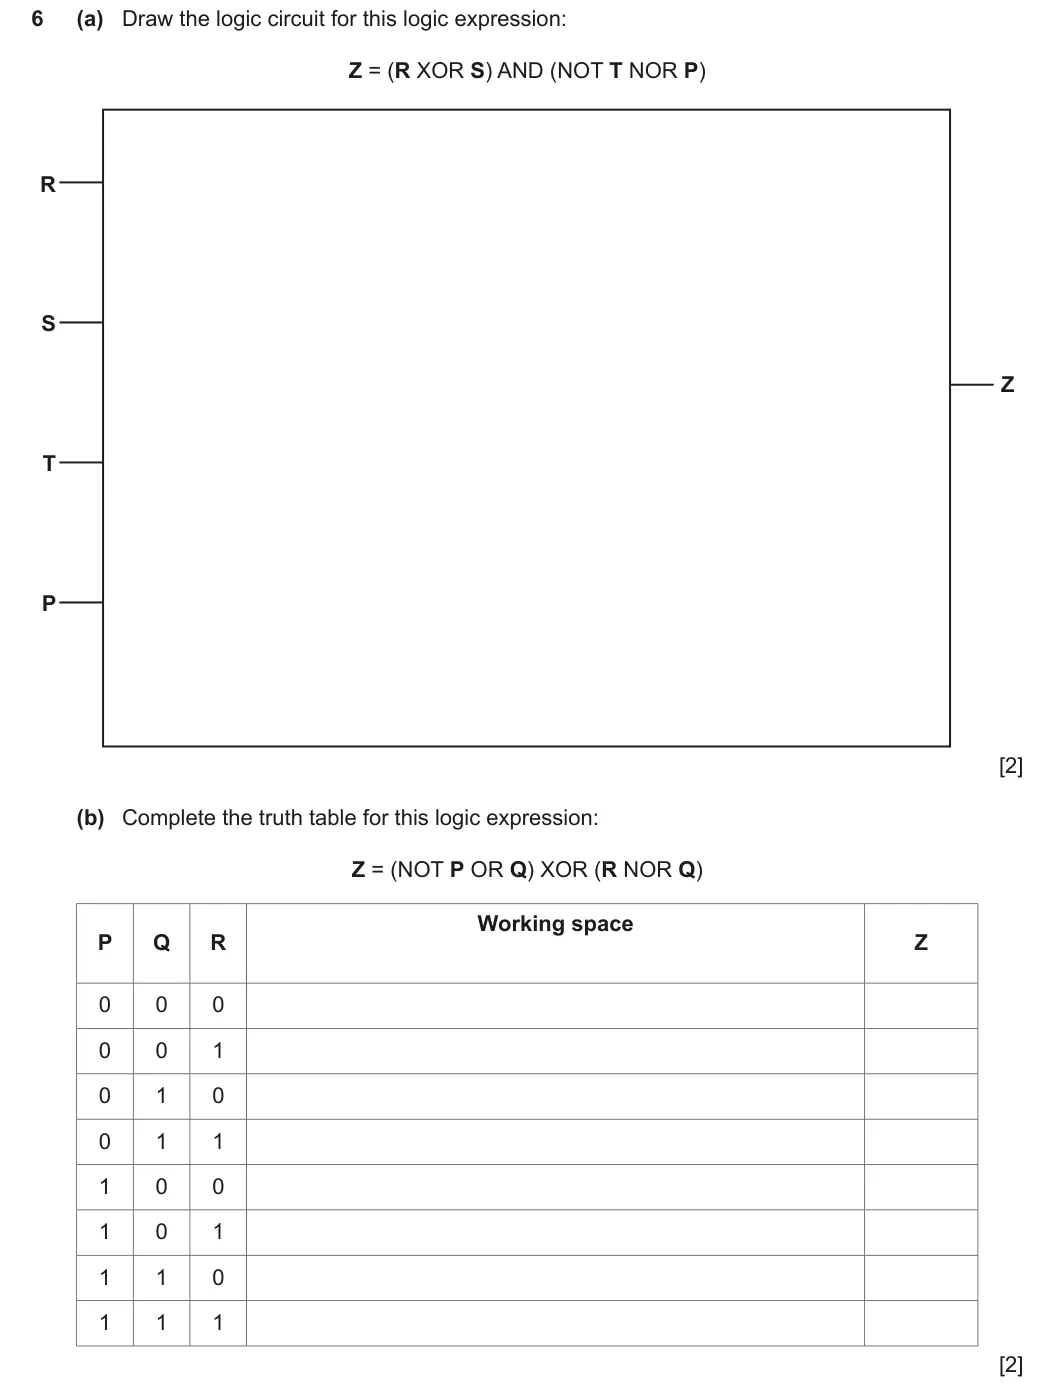 6 (a) Draw the logic circuit for this logic expression:
Z = (R XOR S) AND (NOT T NOR P)
R
S
Z
T
P
[2]
(b) Complete the truth table for this logic expression:
Z = (NOT P OR Q) XOR (R NOR Q)
P Q R Working space Z
0 0 0
0 0 1
0 1 0
0 1 1
1 0 0
1 0 1
1 1 0
1 1 1
[2]